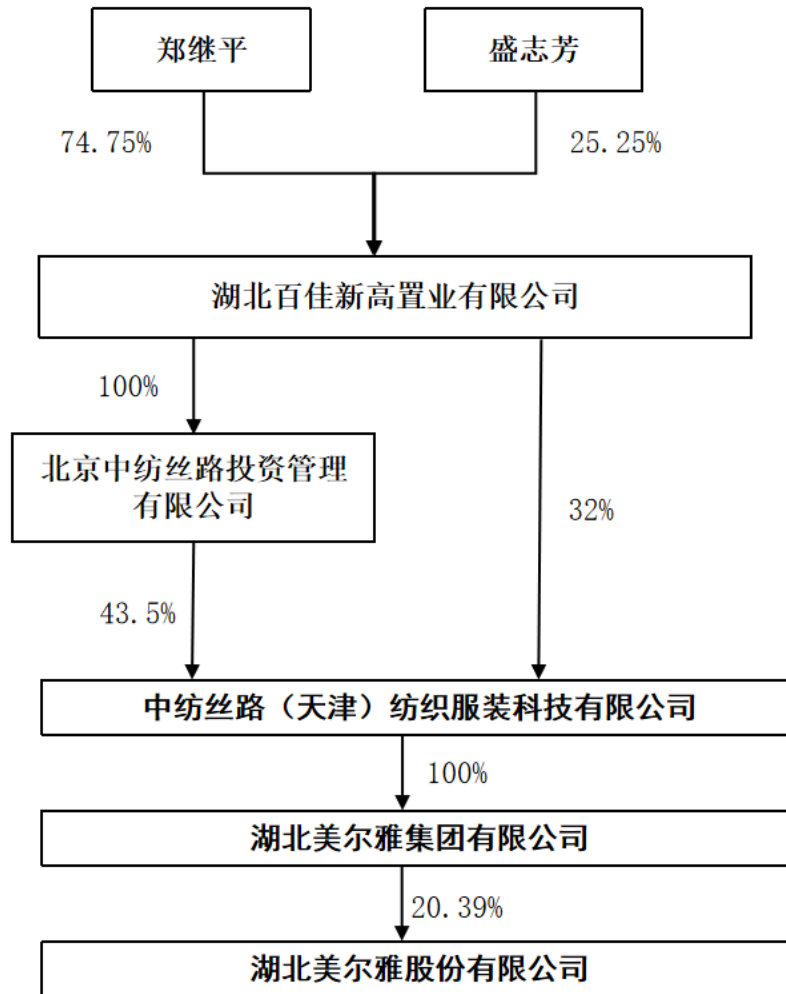 郑继平
盛志芳
74.75%
25.25%
湖北百佳新高置业有限公司
100%
北京中纺丝路投资管理
有限公司
32%
43.5%
中纺丝路（天津）纺织服装科技有限公司
100%
湖北美尔雅集团有限公司
20.39%
湖北美尔雅股份有限公司